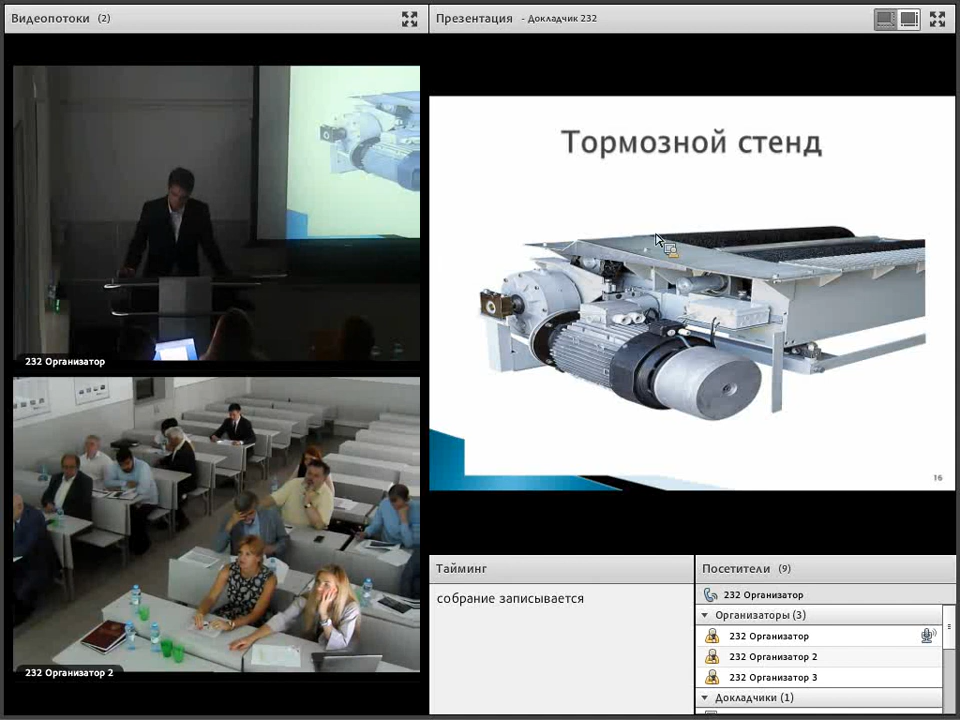 Видеопотоки (2)
Презентация - Докладчик 232
232 Организатор
232 Организатор 2
Тормозной стенд
16
Тайминг
собрание записывается
Посетители (9)
232 Организатор
Организаторы (3)
232 Организатор
232 Организатор 2
232 Организатор 3
Докладчики (1)